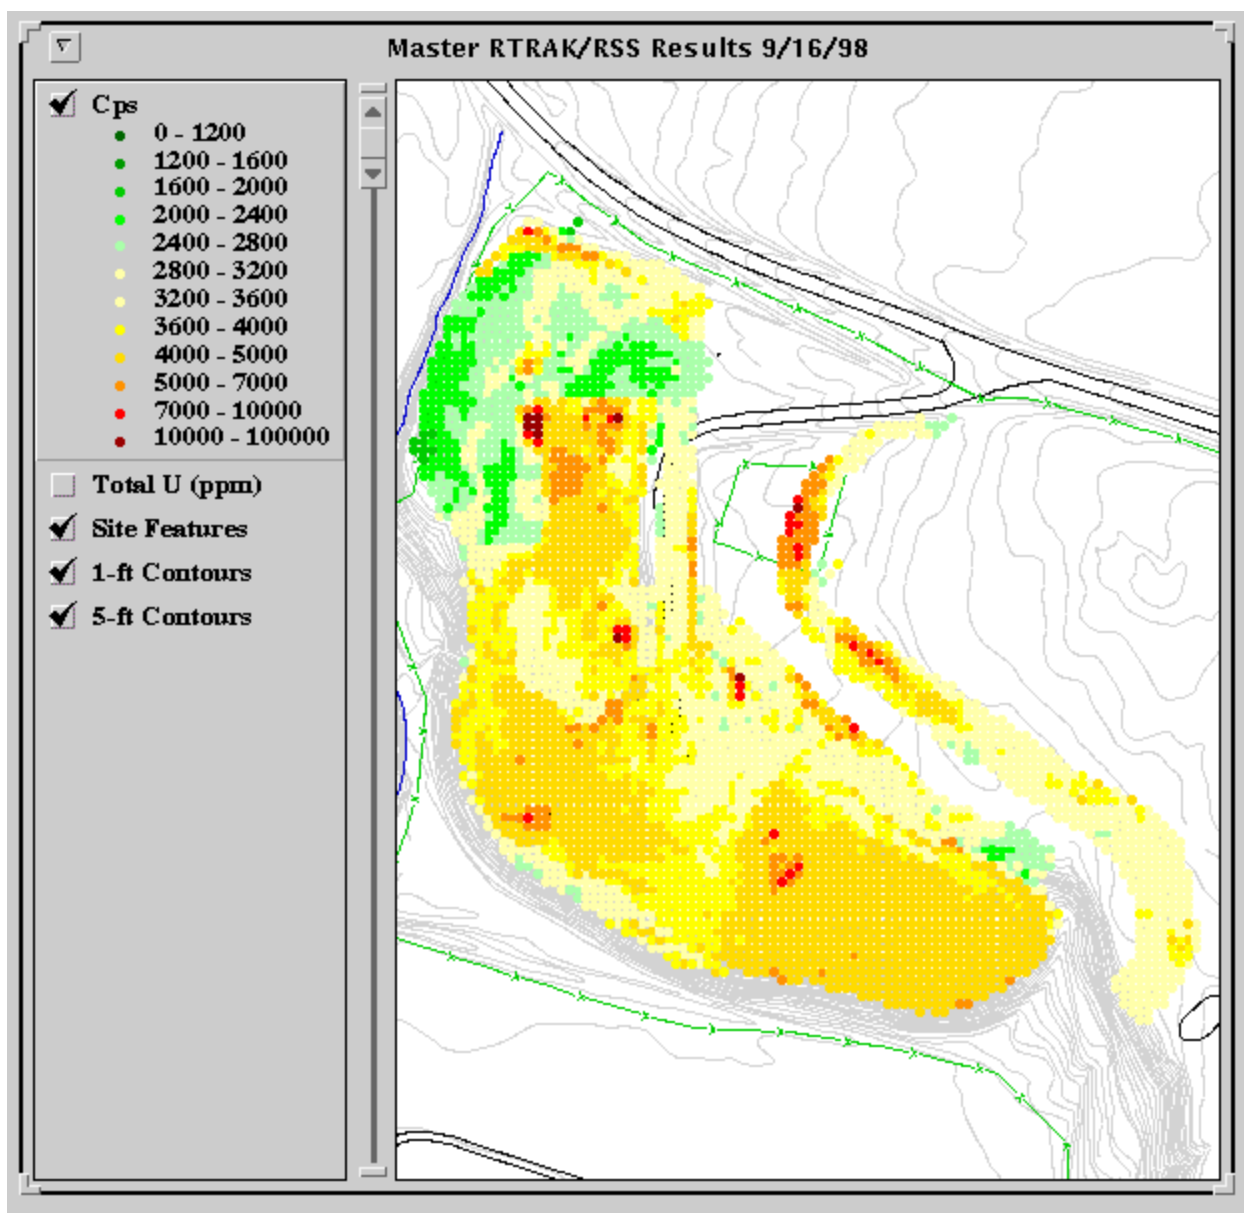 Master RTRAK/RSS Results 9/16/98
Cps
0 - 1200
1200 - 1600
1600 - 2000
2000 - 2400
2400 - 2800
2800 - 3200
3200 - 3600
3600 - 4000
4000 - 5000
5000 - 7000
7000 - 10000
10000 - 100000
Total U (ppm)
Site Features
1-ft Contours
5-ft Contours